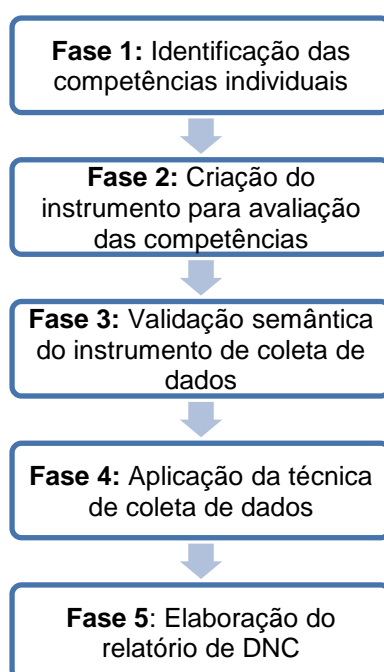 Fase 1: Identificação das
competências individuais
Fase 2: Criação do
instrumento para avaliação
das competências
Fase 3: Validação semântica
do instrumento de coleta de
dados
Fase 4: Aplicação da técnica
de coleta de dados
Fase 5: Elaboração do
relatório de DNC